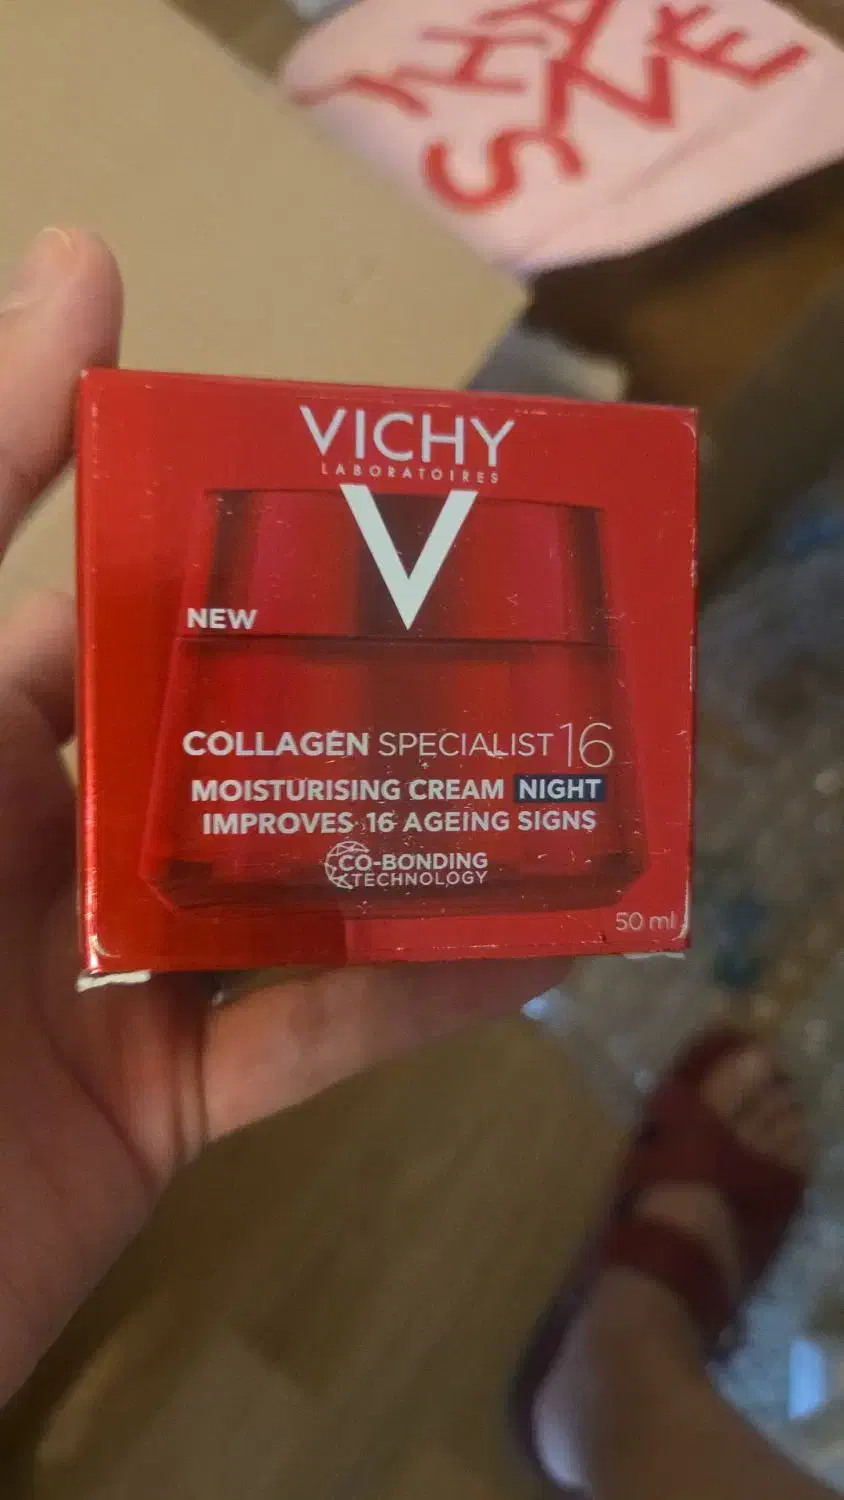 VICHY
LABORATOIRES
V
NEW
COLLAGEN SPECIALIST 16
MOISTURISING CREAM NIGHT
IMPROVES 16 AGEING SIGNS
CO-BONDING
TECHNOLOGY
50 ml